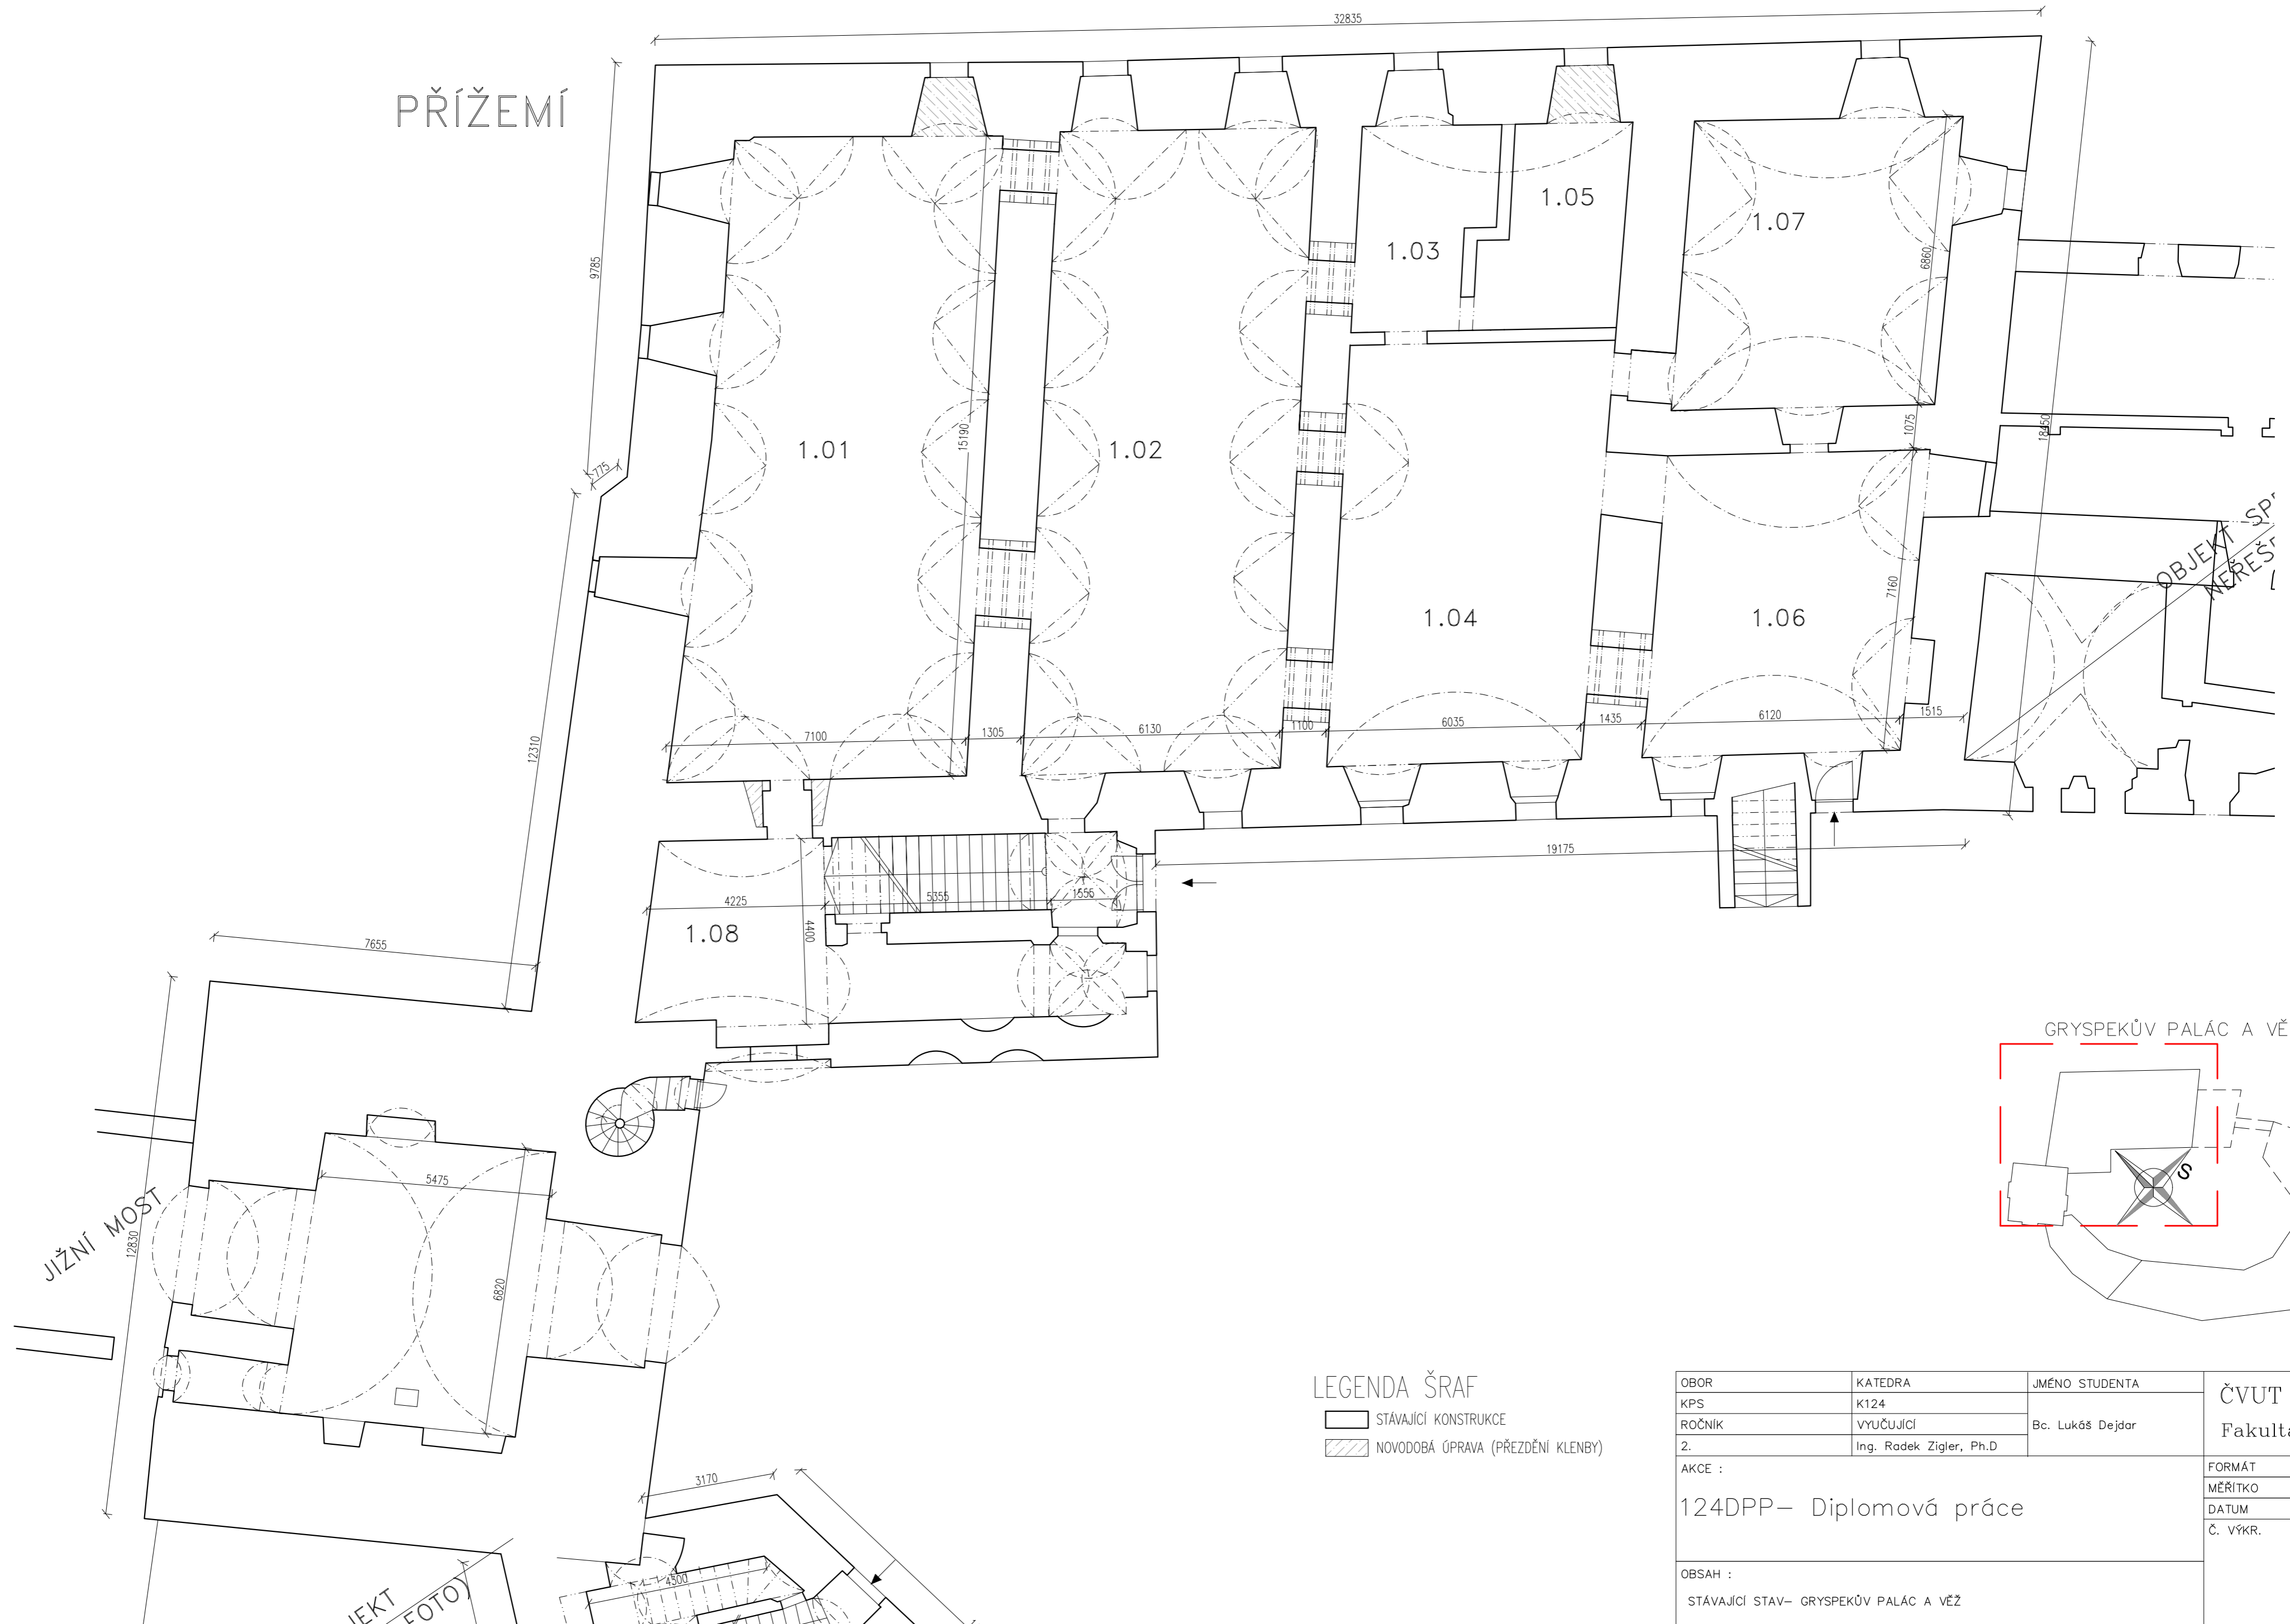 32835
PŘÍŽEMÍ
9785
775
12310
7655
12830
15190
18450
6860
1075
7160
1.01
1.02
1.03
1.04
1.05
1.06
1.07
1.08
7100
1305
6130
1100
6035
1435
6120
1515
19175
4225
5355
1555
4400
5475
6820
3170
4300
OBJEKT
JIŽNÍ MOST
GRYSPEKŮV PALÁC A
S
LEGENDA ŠRAF
STÁVAJÍCÍ KONSTRUKCE
NOVODOBÁ ÚPRAVA (PŘEZDĚNÍ KLENBY)
OBOR KATEDRA JMÉNO STUDENTA
KPS K124
ROČNÍK VYUČUJÍCÍ Bc. Lukáš Dejdar
2. Ing. Radek Zigler, Ph.D
ČVUT
AKCE :
124DPP– Diplomová práce
FORMÁT
MĚŘÍTKO
DATUM
Č. VÝKR.
OBSAH :
STÁVAJÍCÍ STAV– GRYSPEKŮV PALÁC A VĚŽ